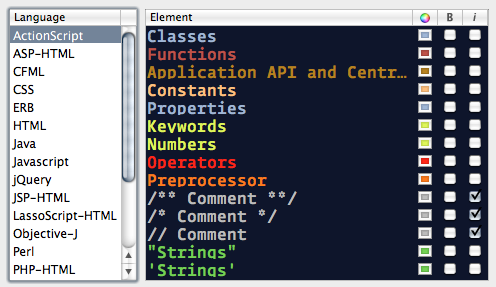 Language
ActionScript
ASP-HTML
CFML
CSS
ERB
HTML
Java
Javascript
jQuery
JSP-HTML
LassoScript-HTML
Objective-J
Perl
PHP-HTML
Element B i
Classes
Functions
Application API and Centr…
Constants
Properties
Keywords
Numbers
Operators
Preprocessor
/** Comment **/
/* Comment */
// Comment
"Strings"
'Strings'